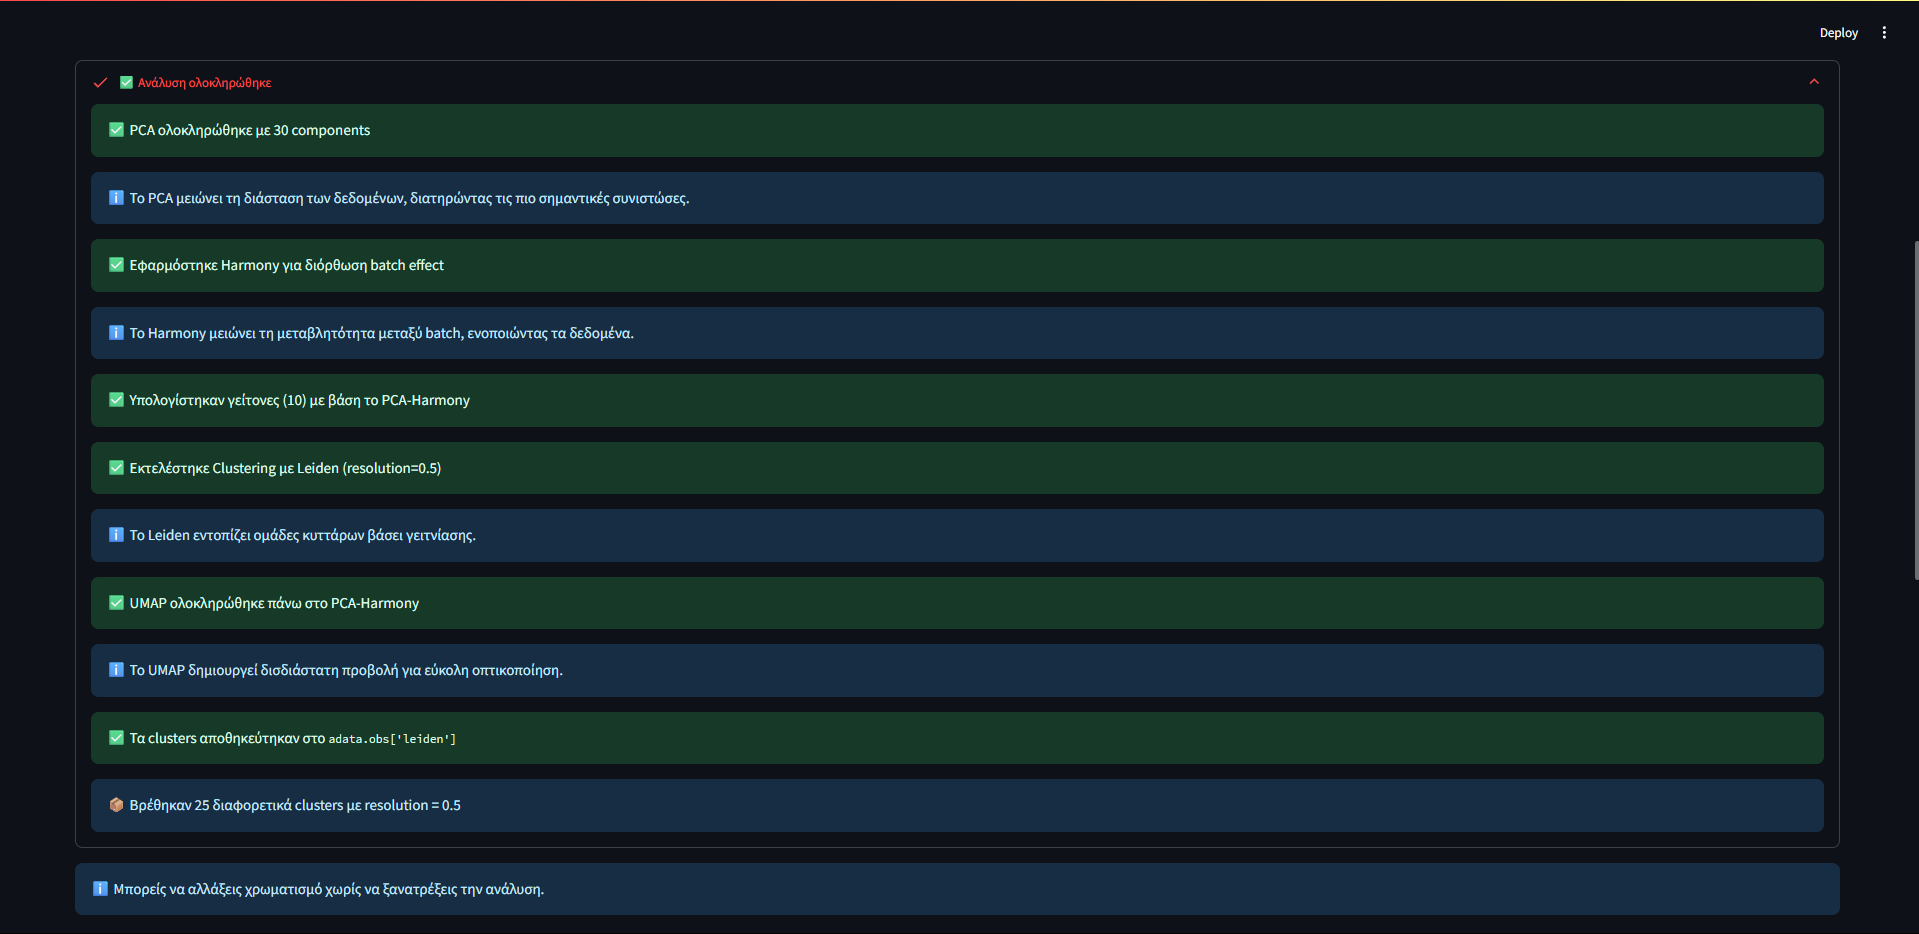 Deploy
✅ Ανάλυση ολοκληρώθηκε
✅ PCA ολοκληρώθηκε με 30 components
ℹ️ Το PCA μειώνει τη διάσταση των δεδομένων, διατηρώντας τις πιο σημαντικές συνιστώσες.
✅ Εφαρμόστηκε Harmony για διόρθωση batch effect
ℹ️ Το Harmony μειώνει τη μεταβλητότητα μεταξύ batch, ενοποιώντας τα δεδομένα.
✅ Υπολογίστηκαν γείτονες (10) με βάση το PCA-Harmony
✅ Εκτελέστηκε Clustering με Leiden (resolution=0.5)
ℹ️ Το Leiden εντοπίζει ομάδες κυττάρων βάσει γειτνίασης.
✅ UMAP ολοκληρώθηκε πάνω στο PCA-Harmony
ℹ️ Το UMAP δημιουργεί δισδιάστατη προβολή για εύκολη οπτικοποίηση.
✅ Τα clusters αποθηκεύτηκαν στο adata.obs['leiden']
📦 Βρέθηκαν 25 διαφορετικά clusters με resolution = 0.5
ℹ️ Μπορείς να αλλάξεις χρωματισμό χωρίς να ξανατρέξεις την ανάλυση.